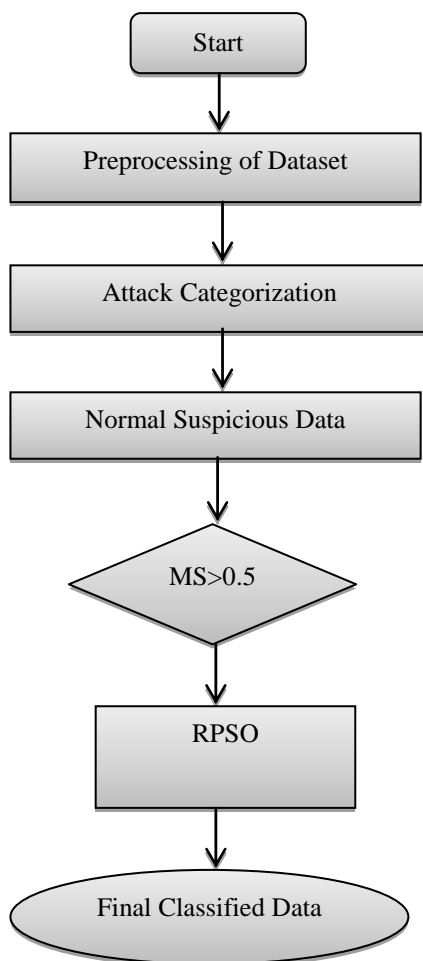 Start
Preprocessing of Dataset
Attack Categorization
Normal Suspicious Data
MS>0.5
RPSO
Final Classified Data